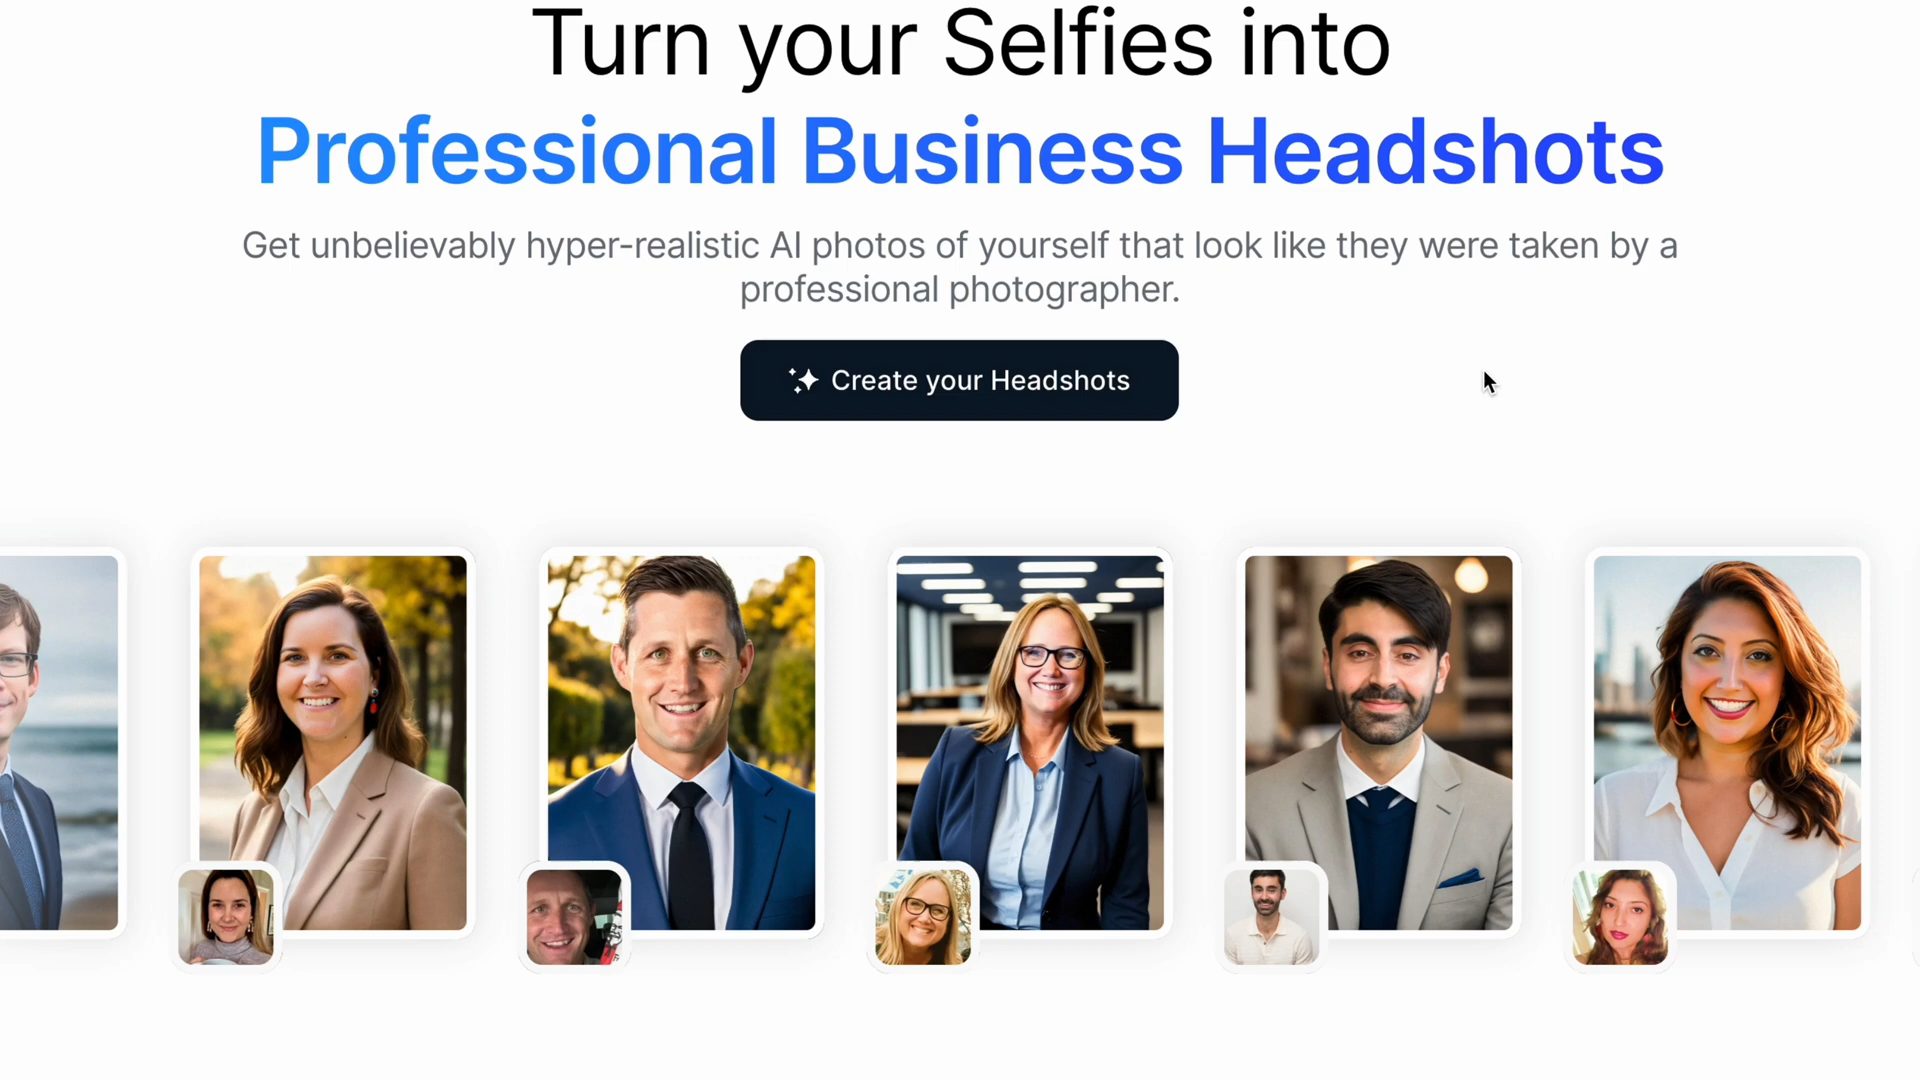 Turn your Selfies into
Professional Business Headshots
Get unbelievably hyper-realistic AI photos of yourself that look like they were taken by a
professional photographer.
Create your Headshots